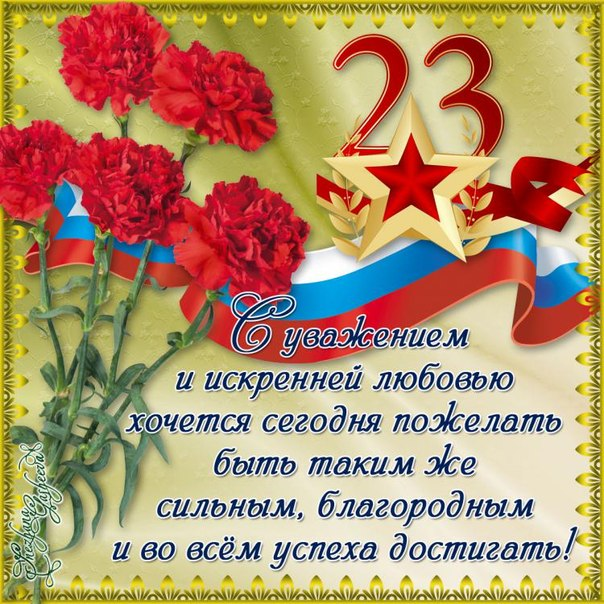 23
С уважением
и искренней любовью
хочется сегодня пожелать
быть таким же
сильным, благородным
и во всём успеха достигать!